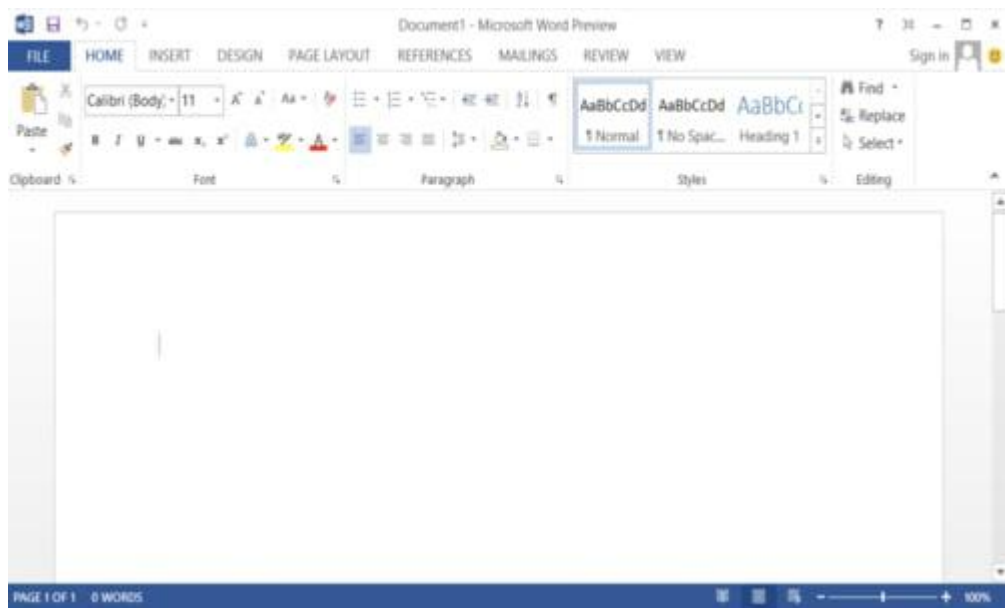 Document1 - Microsoft Word Preview
?
FILE HOME INSERT DESIGN PAGE LAYOUT REFERENCES MAILINGS REVIEW VIEW Sign in
Calibri (Body) 11 A A Aa A AaBbCcDd AaBbCcDd AaBbCc Find
Paste Replace
B I U abc x, x' A ¶ Normal ¶ No Spac... Heading 1 Select
Clipboard Font Paragraph Styles Editing
PAGE 1 OF 1 0 WORDS 100%